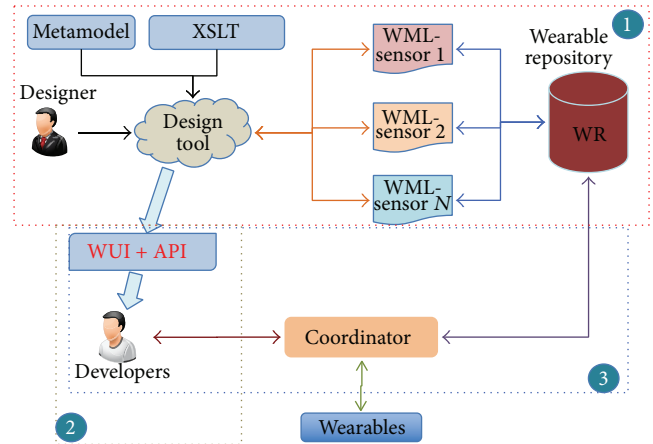 Metamodel
XSLT
WML-
sensor 1
1
Wearable
repository
Designer
Design
tool
WML-
sensor 2
WR
WML-
sensor N
WUI + API
Coordinator
Developers
3
2
Wearables